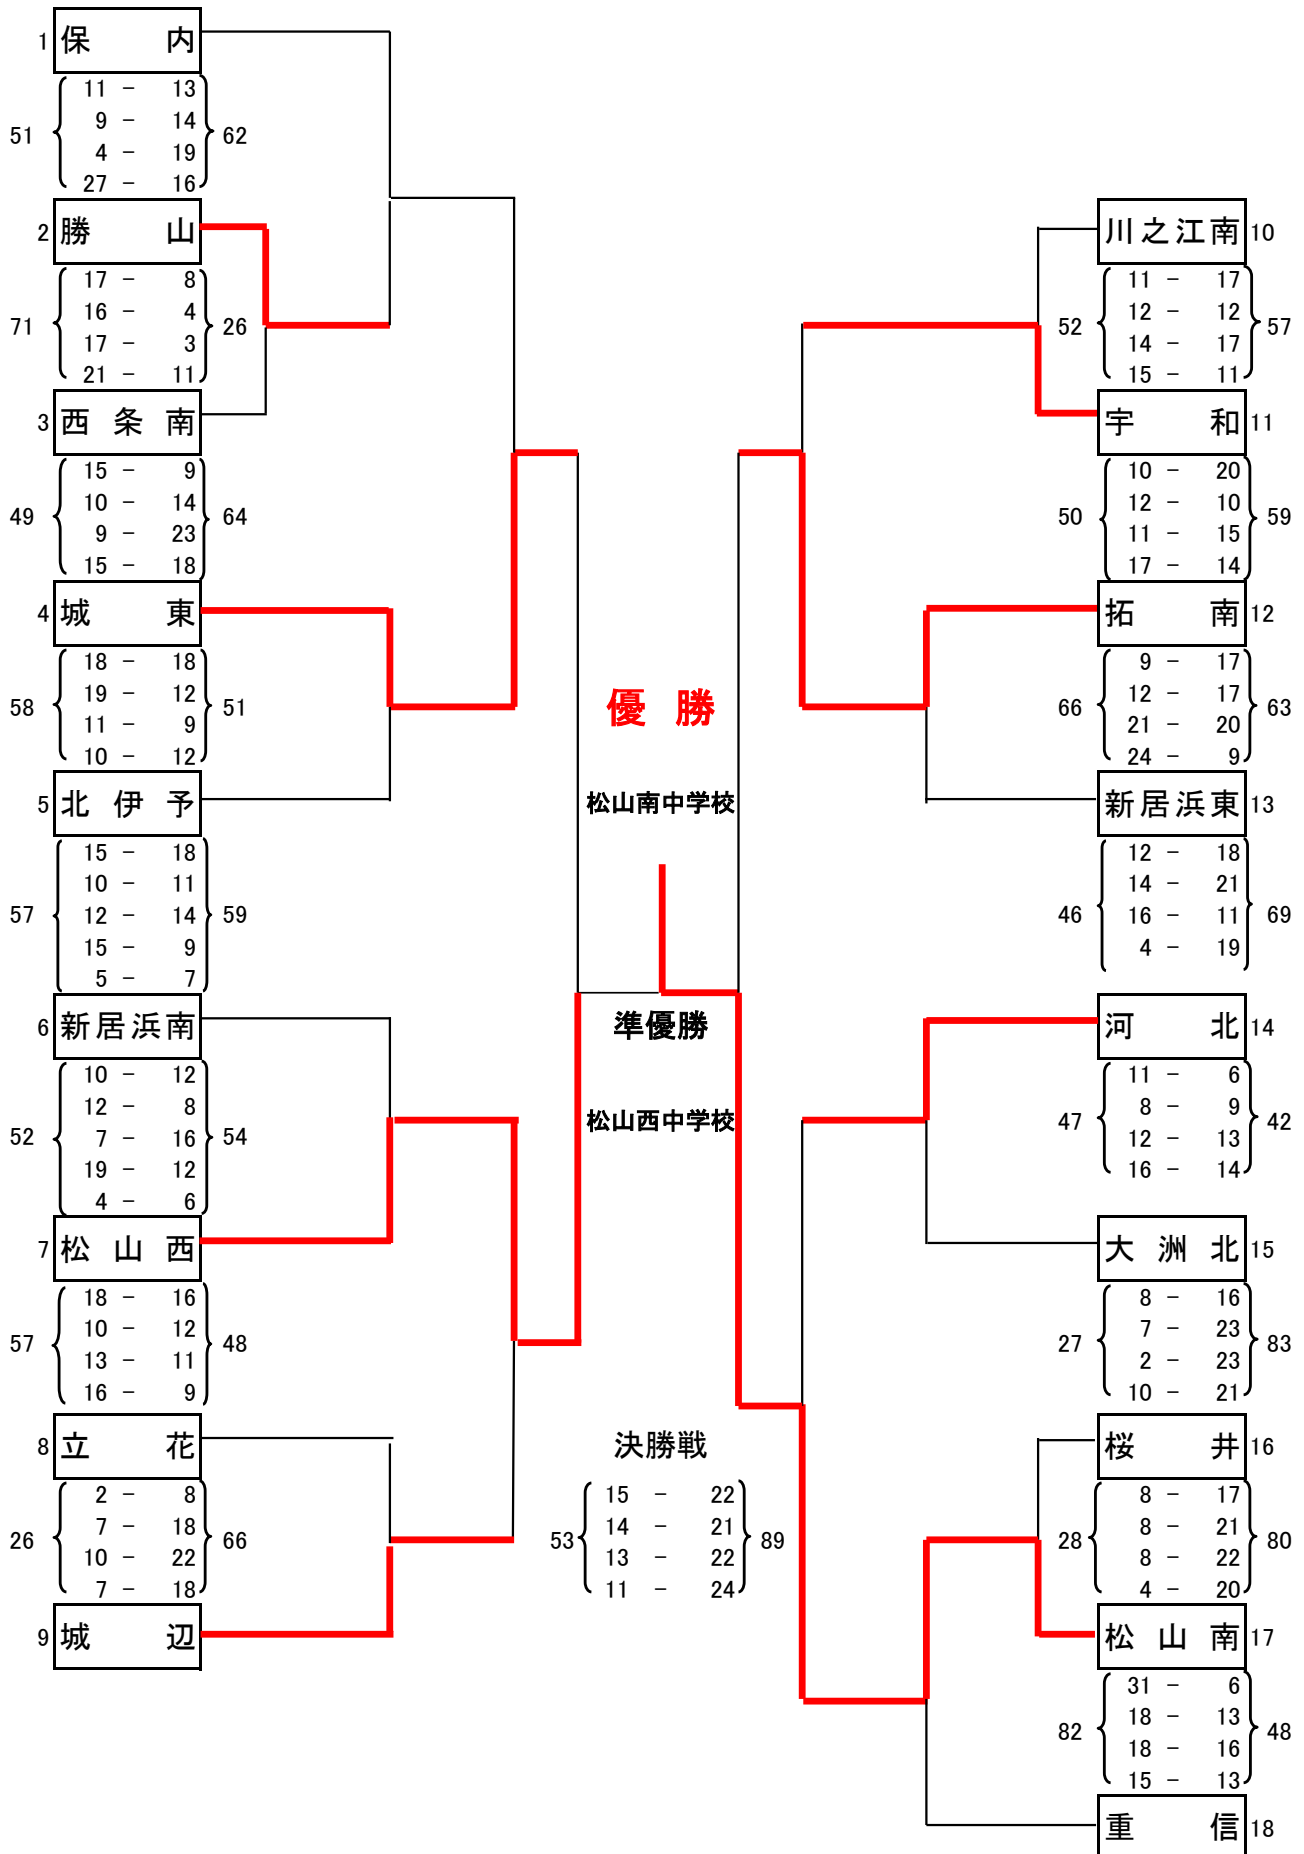 1 保 内
11 - 13
9 - 14
51 62
4 - 19
27 - 16
2 勝 山
17 - 8
16 - 4
71 26
17 - 3
21 - 11
3 西 条 南
15 - 9
10 - 14
49 64
9 - 23
15 - 18
4 城 東
18 - 18
19 - 12
58 51
11 - 9
10 - 12
5 北 伊 予
15 - 18
10 - 11
57 12 - 14 59
15 - 9
5 - 7
6 新居浜南
10 - 12
12 - 8
52 7 - 16 54
19 - 12
4 - 6
7 松 山 西
18 - 16
10 - 12
57 48
13 - 11
16 - 9
8 立 花
2 - 8
7 - 18
26 66
10 - 22
7 - 18
9 城 辺
優 勝
松山南中学校
準優勝
松山西中学校
決勝戦
15 - 22
14 - 21
53 89
13 - 22
11 - 24
川之江南 10
11 - 17
12 - 12
52 57
14 - 17
15 - 11
宇 和 11
10 - 20
12 - 10
50 59
11 - 15
17 - 14
拓 南 12
9 - 17
12 - 17
66 63
21 - 20
24 - 9
新居浜東 13
12 - 18
14 - 21
46 16 - 11 69
4 - 19
河 北 14
11 - 6
8 - 9
47 42
12 - 13
16 - 14
大 洲 北 15
8 - 16
7 - 23
27 83
2 - 23
10 - 21
桜 井 16
8 - 17
8 - 21
28 80
8 - 22
4 - 20
松 山 南 17
31 - 6
18 - 13
82 48
18 - 16
15 - 13
重 信 18